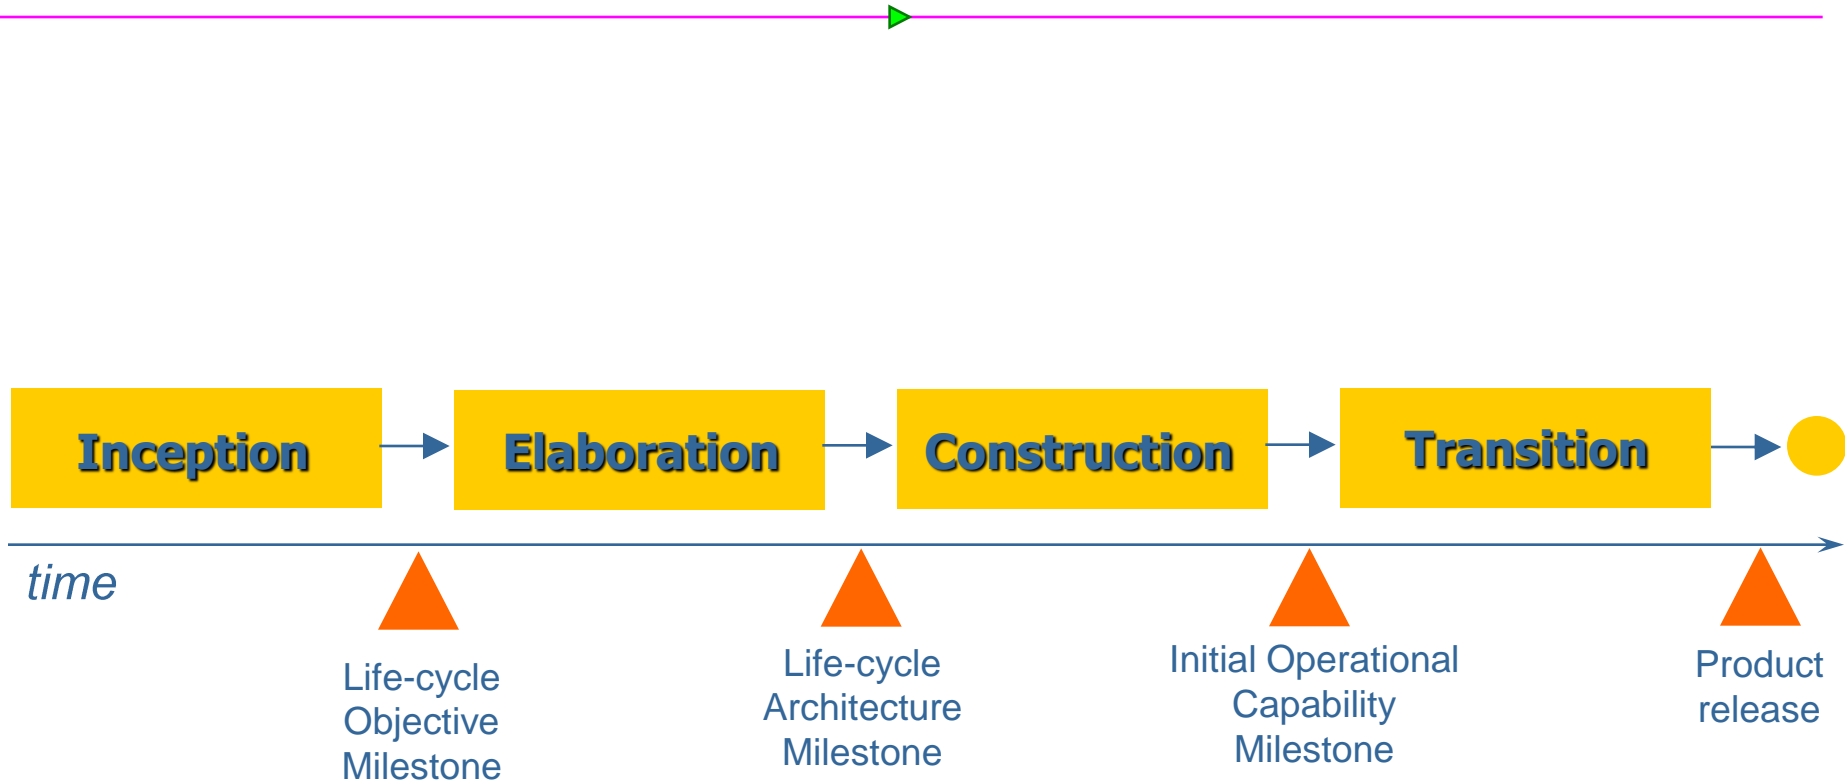 Inception
Elaboration
Construction
Transition
time
Life-cycle
Objective
Milestone
Life-cycle
Architecture
Milestone
Initial Operational
Capability
Milestone
Product
release